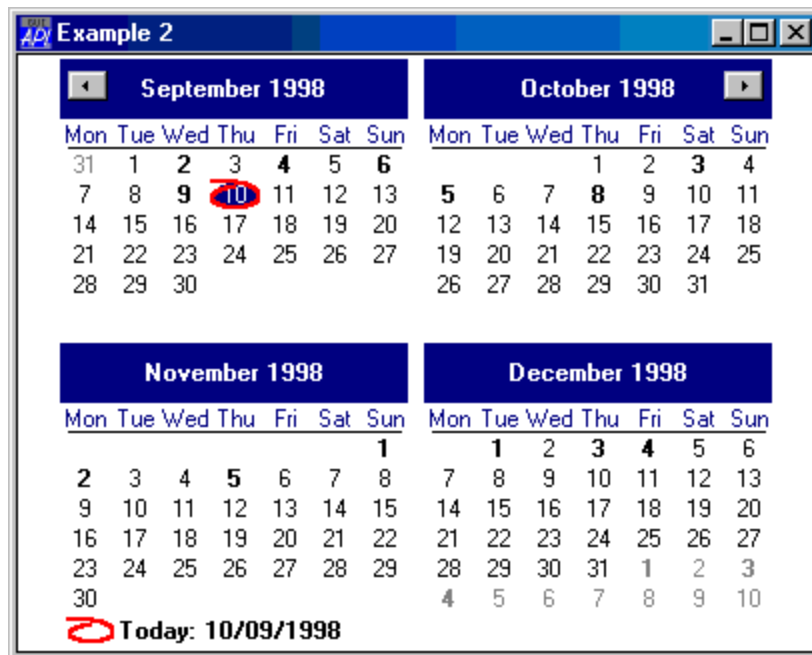 API Example 2
September 1998
Mon Tue Wed Thu Fri Sat Sun
31 1 2 3 4 5 6
7 8 9 10 11 12 13
14 15 16 17 18 19 20
21 22 23 24 25 26 27
28 29 30
October 1998
Mon Tue Wed Thu Fri Sat Sun
1 2 3 4
5 6 7 8 9 10 11
12 13 14 15 16 17 18
19 20 21 22 23 24 25
26 27 28 29 30 31
November 1998
Mon Tue Wed Thu Fri Sat Sun
1
2 3 4 5 6 7 8
9 10 11 12 13 14 15
16 17 18 19 20 21 22
23 24 25 26 27 28 29
30
December 1998
Mon Tue Wed Thu Fri Sat Sun
1 2 3 4 5 6
7 8 9 10 11 12 13
14 15 16 17 18 19 20
21 22 23 24 25 26 27
28 29 30 31 1 2 3
4 5 6 7 8 9 10
Today: 10/09/1998